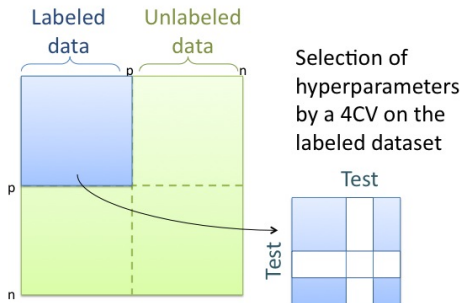 Labeled
data
Unlabeled
data
p
n
p
n
Selection of
hyperparameters
by a 4CV on the
labeled dataset
Test
Test